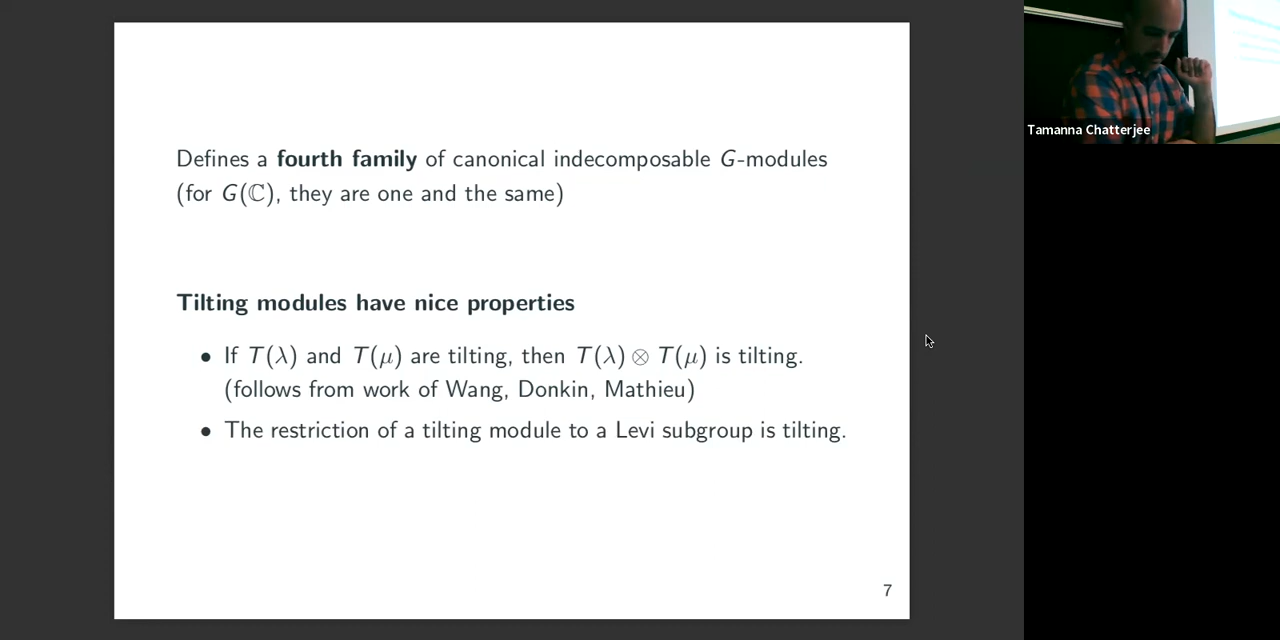 Defines a fourth family of canonical indecomposable G-modules
(for G(ℂ), they are one and the same)
Tilting modules have nice properties
• If T(λ) and T(μ) are tilting, then T(λ) ⊗ T(μ) is tilting.
(follows from work of Wang, Donkin, Mathieu)
• The restriction of a tilting module to a Levi subgroup is tilting.
7
Tamanna Chatterjee